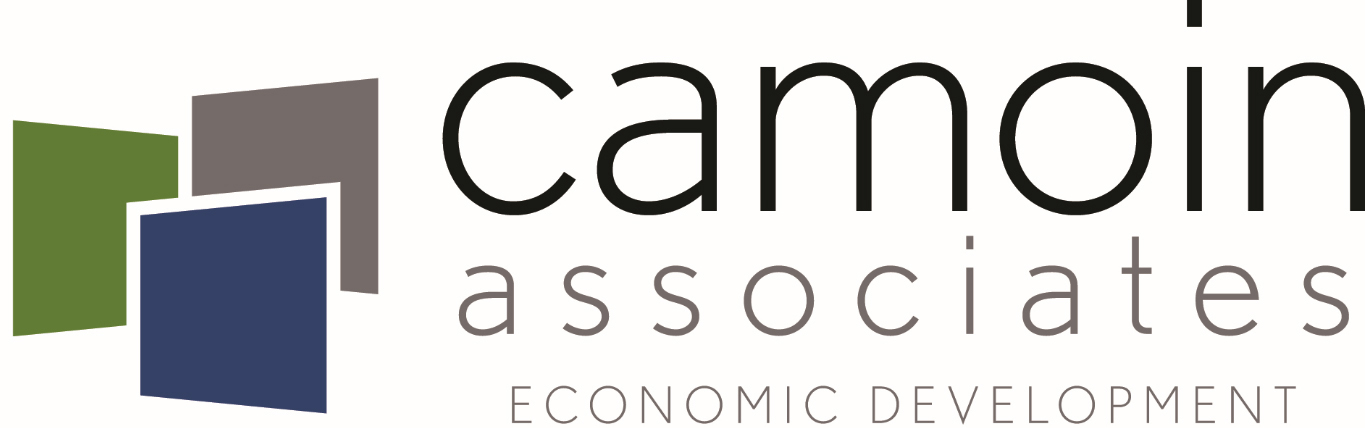 camoin
associates
ECONOMIC DEVELOPMENT